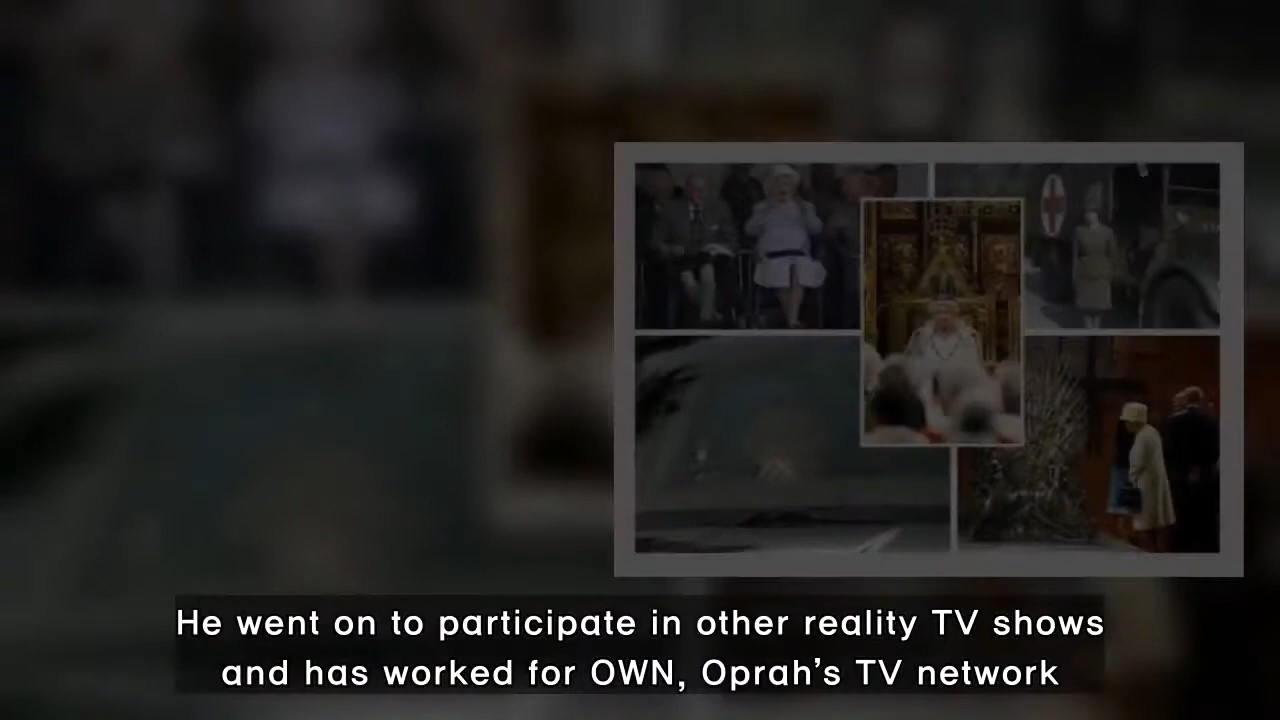 He went on to participate in other reality TV shows
and has worked for OWN, Oprah’s TV network